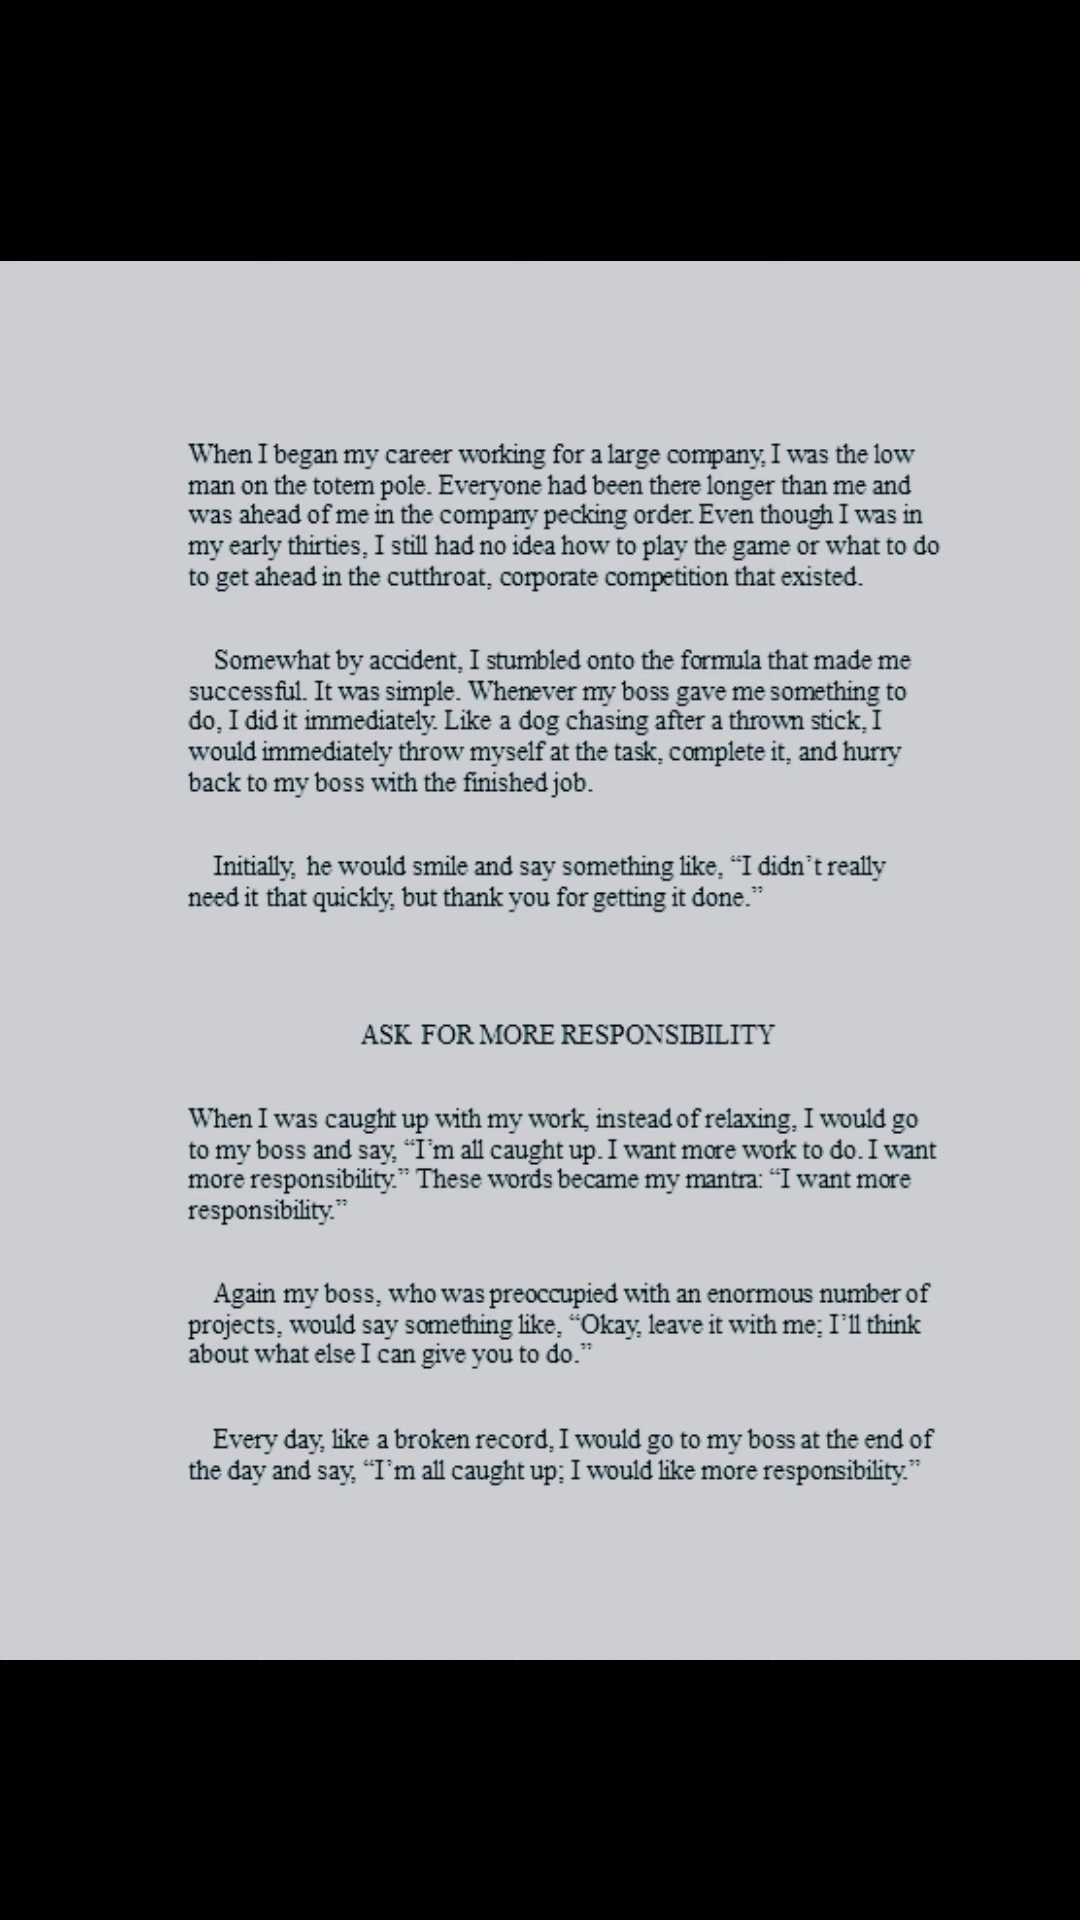 When I began my career working for a large company, I was the low
man on the totem pole. Everyone had been there longer than me and
was ahead of me in the company pecking order. Even though I was in
my early thirties, I still had no idea how to play the game or what to do
to get ahead in the cutthroat, corporate competition that existed.
Somewhat by accident, I stumbled onto the formula that made me
successful. It was simple. Whenever my boss gave me something to
do, I did it immediately. Like a dog chasing after a thrown stick, I
would immediately throw myself at the task, complete it, and hurry
back to my boss with the finished job.
Initially, he would smile and say something like, “I didn’t really
need it that quickly, but thank you for getting it done.”
ASK FOR MORE RESPONSIBILITY
When I was caught up with my work, instead of relaxing, I would go
to my boss and say, “I’m all caught up. I want more work to do. I want
more responsibility.” These words became my mantra: “I want more
responsibility.”
Again my boss, who was preoccupied with an enormous number of
projects, would say something like, “Okay, leave it with me; I’ll think
about what else I can give you to do.”
Every day, like a broken record, I would go to my boss at the end of
the day and say, “I’m all caught up; I would like more responsibility.”